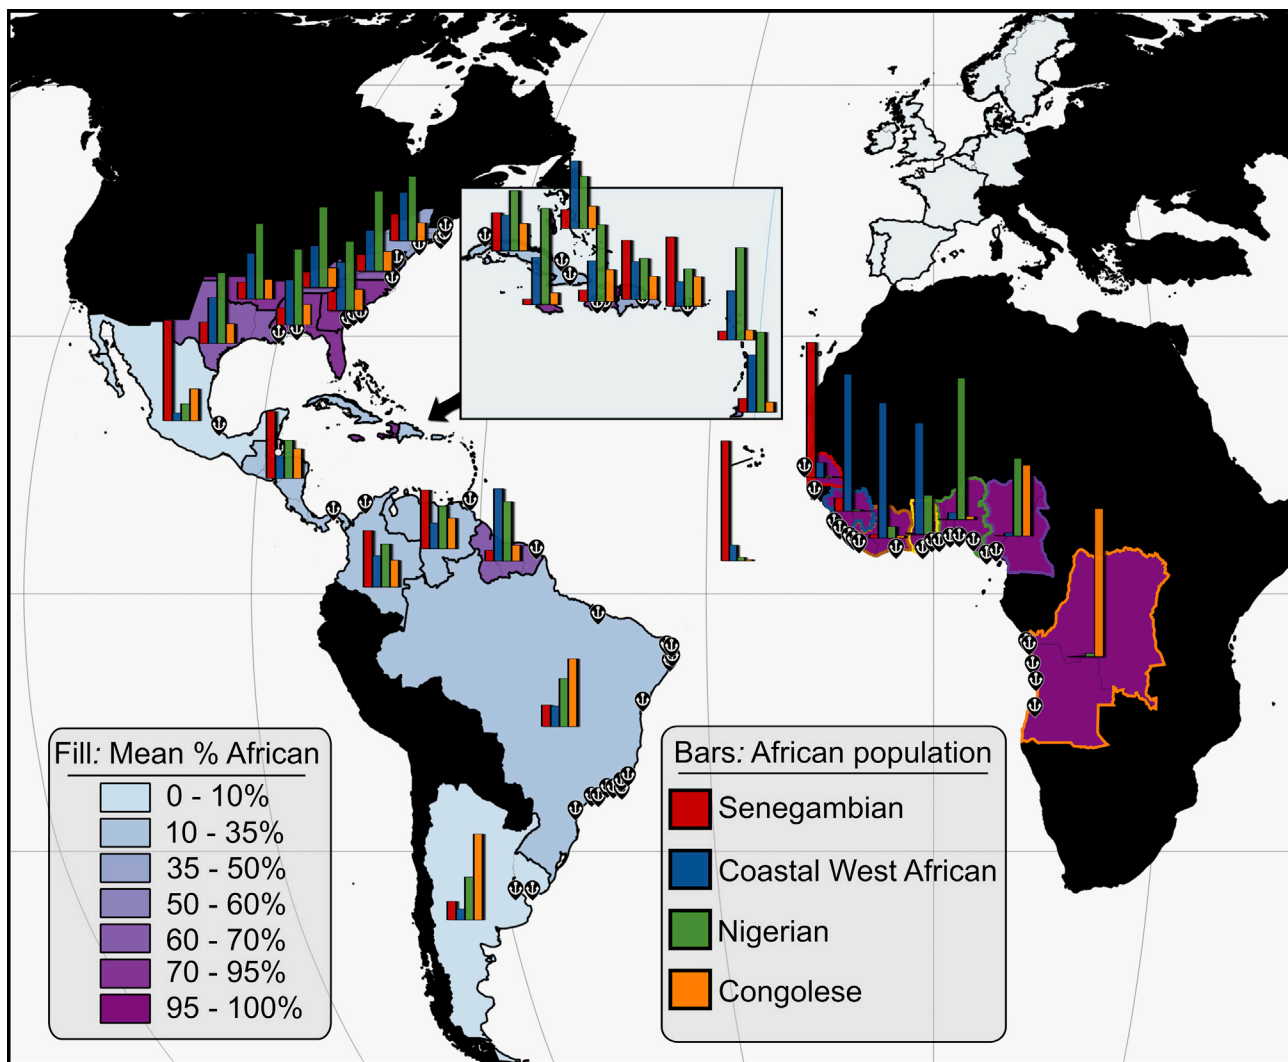 Fill: Mean % African
0 - 10%
10 - 35%
35 - 50%
50 - 60%
60 - 70%
70 - 95%
95 - 100%
Bars: African population
Senegambian
Coastal West African
Nigerian
Congolese